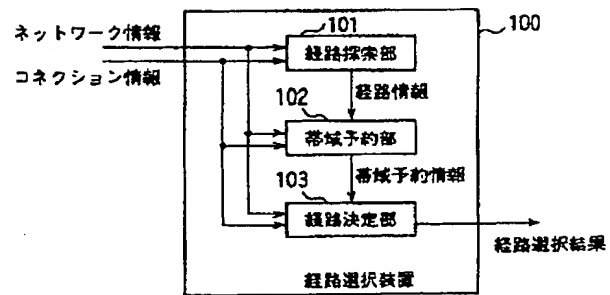 ネットワーク情報
コネクション情報
101
100
経路探索部
経路情報
102
帯域予約部
帯域予約情報
103
経路決定部
経路選択結果
経路選択装置